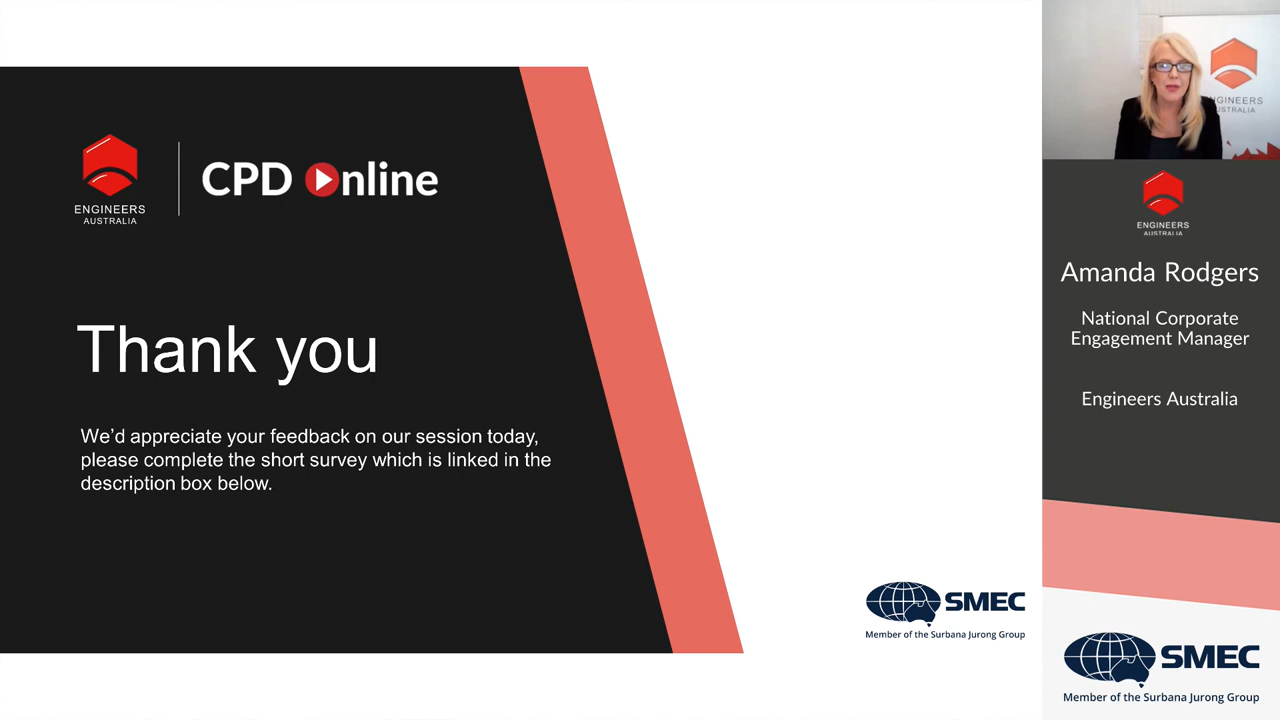 ENGINEERS
AUSTRALIA
CPD Online
Thank you
We’d appreciate your feedback on our session today,
please complete the short survey which is linked in the
description box below.
SMEC
Member of the Surbana Jurong Group
NGINEERS
USTRALIA
ENGINEERS
AUSTRALIA
Amanda Rodgers
National Corporate
Engagement Manager
Engineers Australia
SMEC
Member of the Surbana Jurong Group